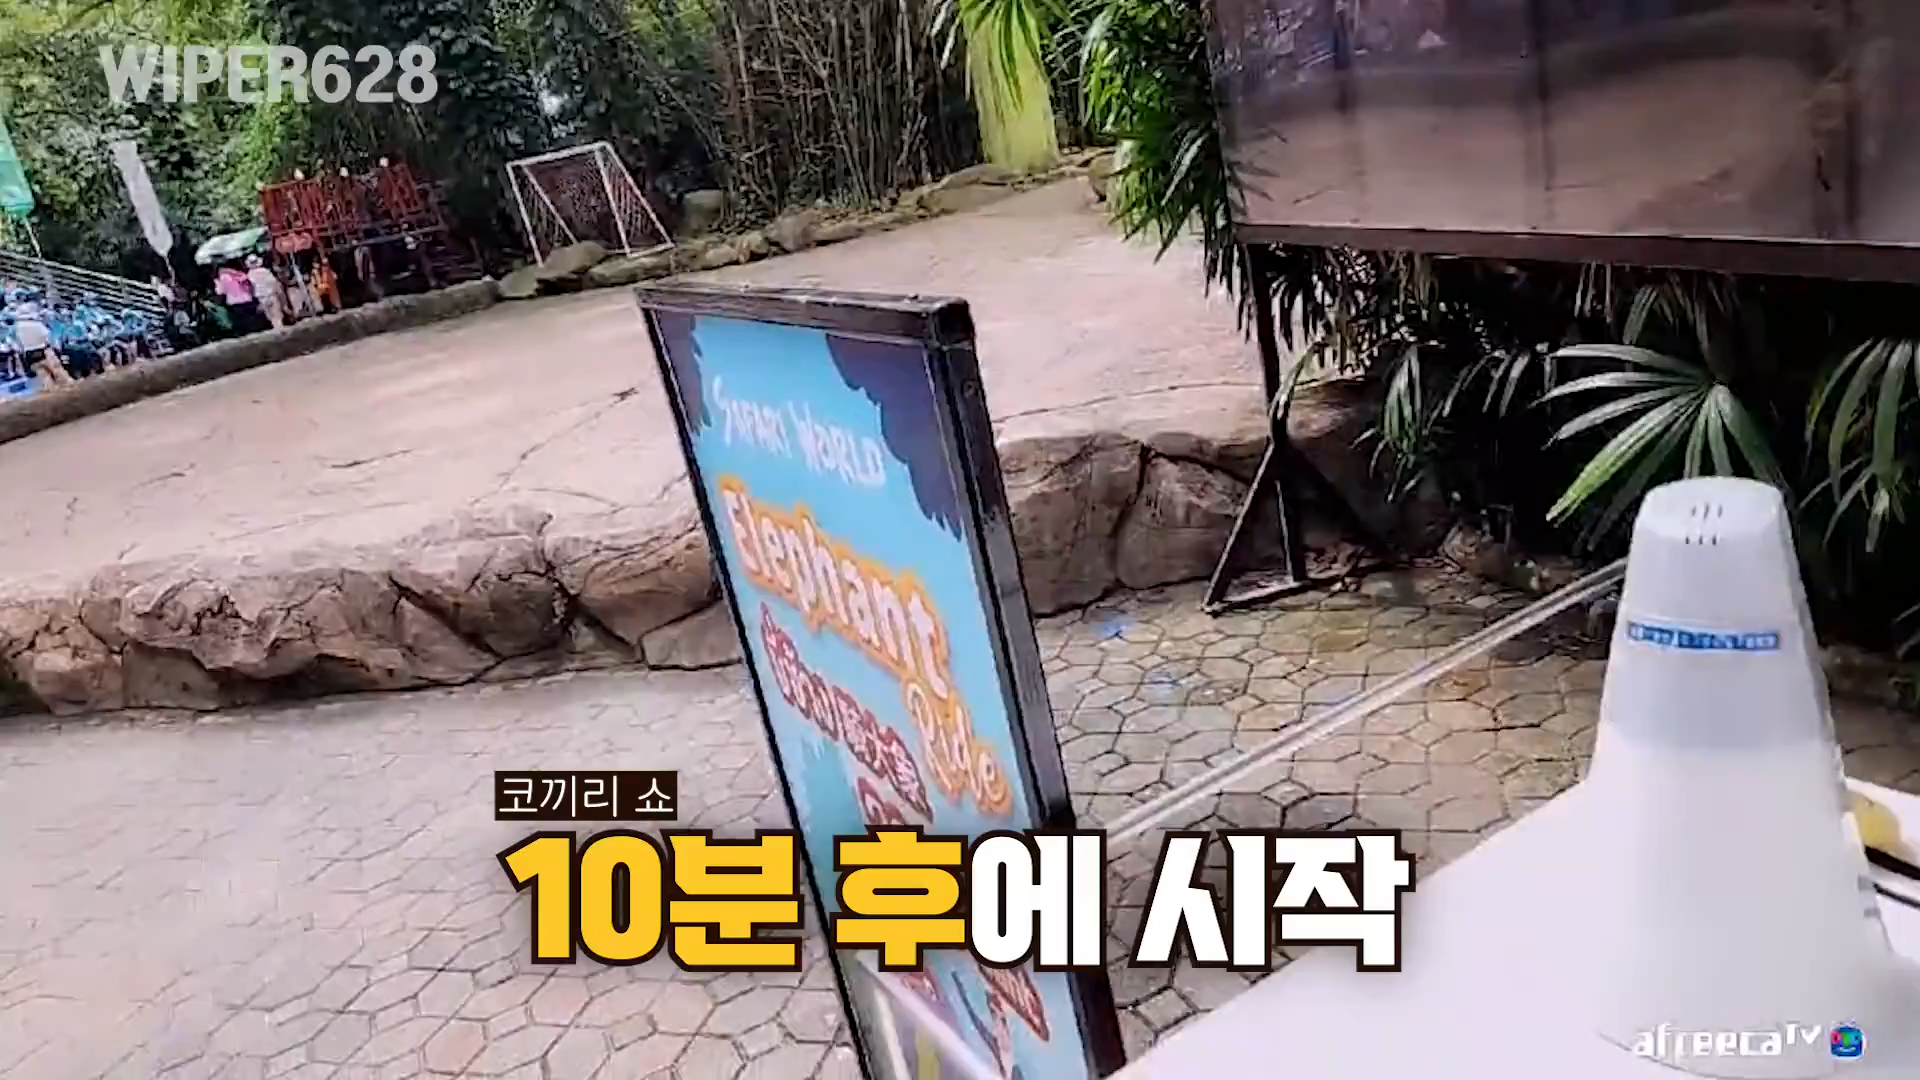 WIPER628
SAFARI WORLD
Elephant
Ride
코끼리 쇼
10분 후에 시작
afreecaTV